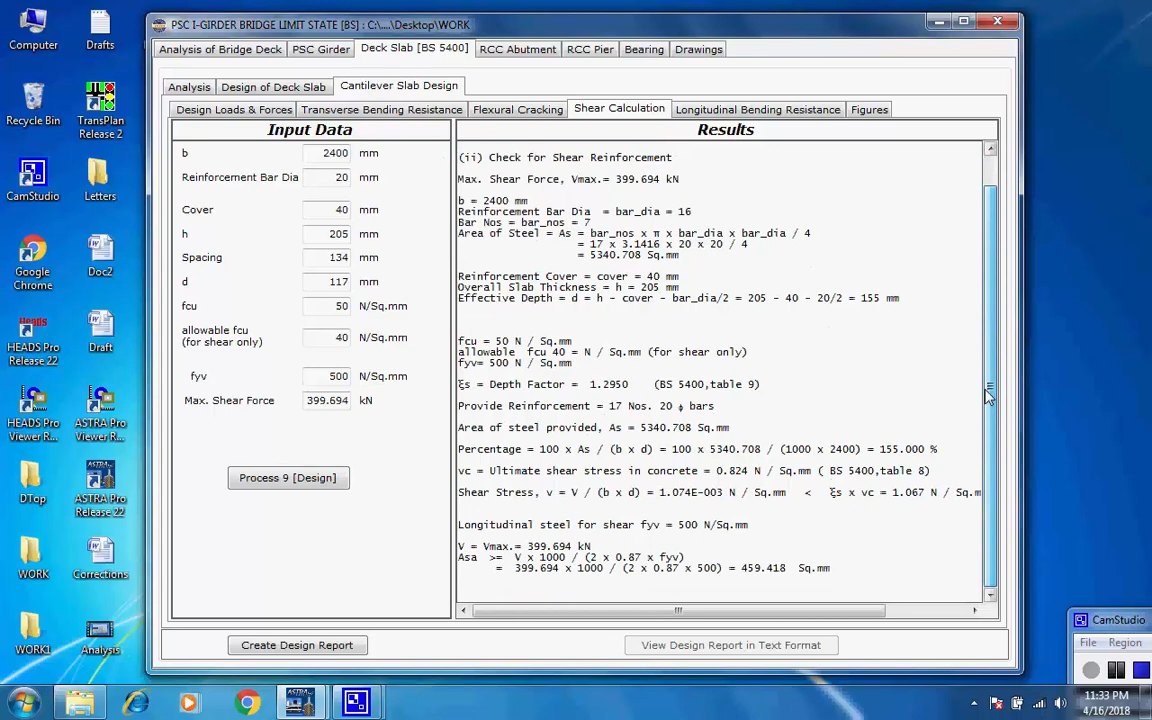 PSC I-GIRDER BRIDGE LIMIT STATE [BS] : C:\....\Desktop\WORK
Analysis of Bridge Deck
PSC Girder
Deck Slab [BS 5400]
RCC Abutment
RCC Pier
Bearing
Drawings
Analysis
Design of Deck Slab
Cantilever Slab Design
Design Loads & Forces
Transverse Bending Resistance
Flexural Cracking
Shear Calculation
Longitudinal Bending Resistance
Figures
Input Data
b 2400 mm
Reinforcement Bar Dia 20 mm
Cover 40 mm
h 205 mm
Spacing 134 mm
d 117 mm
fcu 50 N/Sq.mm
allowable fcu
(for shear only) 40 N/Sq.mm
fyv 500 N/Sq.mm
Max. Shear Force 399.694 kN
Process 9 [Design]
Results
(ii) Check for Shear Reinforcement
Max. Shear Force, Vmax.= 399.694 kN
b = 2400 mm
Reinforcement Bar Dia = bar_dia = 16
Bar Nos = bar_nos = 7
Area of Steel = As = bar_nos x π x bar_dia x bar_dia / 4
= 17 x 3.1416 x 20 x 20 / 4
= 5340.708 Sq.mm
Reinforcement Cover = cover = 40 mm
Overall Slab Thickness = h = 205 mm
Effective Depth = d = h - cover - bar_dia/2 = 205 - 40 - 20/2 = 155 mm
fcu = 50 N / Sq.mm
allowable fcu 40 = N / Sq.mm (for shear only)
fyv= 500 N / Sq.mm
ξs = Depth Factor = 1.2950 (BS 5400,table 9)
Provide Reinforcement = 17 Nos. 20 ϕ bars
Area of steel provided, As = 5340.708 Sq.mm
Percentage = 100 x As / (b x d) = 100 x 5340.708 / (1000 x 2400) = 155.000 %
vc = Ultimate shear stress in concrete = 0.824 N / Sq.mm ( BS 5400,table 8)
Shear Stress, v = V / (b x d) = 1.074E-003 N / Sq.mm < ξs x vc = 1.067 N / Sq.m
Longitudinal steel for shear fyv = 500 N/Sq.mm
V = Vmax.= 399.694 kN
Asa >= V x 1000 / (2 x 0.87 x fyv)
= 399.694 x 1000 / (2 x 0.87 x 500) = 459.418 Sq.mm
Create Design Report
View Design Report in Text Format
Computer
Drafts
Recycle Bin
TransPlan
Release 2
CamStudio
Letters
Google
Chrome
Doc2
HEADS Pro
Release 22
Draft
HEADS Pro
Viewer R...
ASTRA Pro
Viewer R...
DTop
ASTRA Pro
Release 22
WORK
Corrections
WORK1
Analysis
CamStudio
File
Region
11:33 PM
4/16/2018